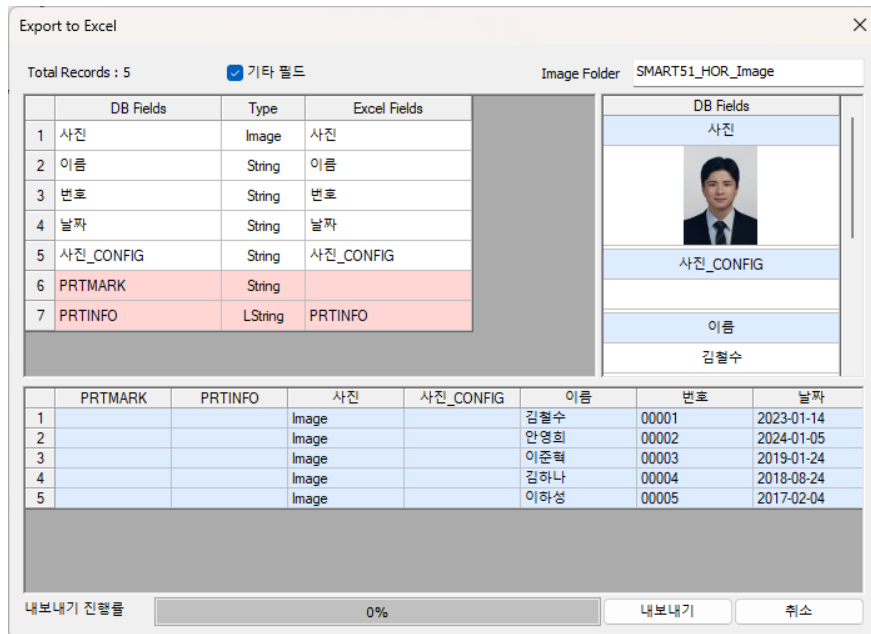 Export to Excel
Total Records : 5 기타 필드 Image Folder SMART51_HOR_Image
DB Fields Type Excel Fields
1 사진 Image 사진
2 이름 String 이름
3 번호 String 번호
4 날짜 String 날짜
5 사진_CONFIG String 사진_CONFIG
6 PRTMARK String
7 PRTINFO LString PRTINFO
DB Fields
사진
사진_CONFIG
이름
김철수
PRTMARK PRTINFO 사진 사진_CONFIG 이름 번호 날짜
1 Image 김철수 00001 2023-01-14
2 Image 안영희 00002 2024-01-05
3 Image 이준혁 00003 2019-01-24
4 Image 김하나 00004 2018-08-24
5 Image 이하성 00005 2017-02-04
내보내기 진행률 0% 내보내기 취소